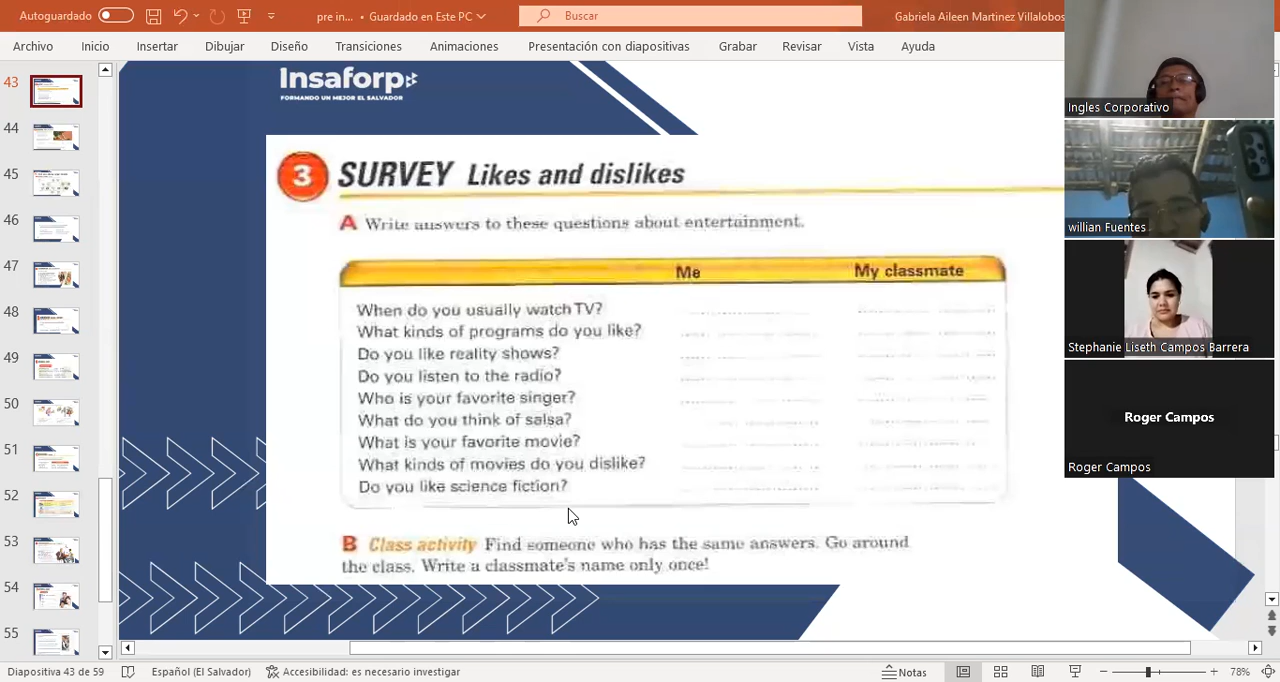 Autoguardado
pre in... • Guardado en Este PC
Buscar
Gabriela Aileen Martinez Villalobos
Archivo Inicio Insertar Dibujar Diseño Transiciones Animaciones Presentación con diapositivas Grabar Revisar Vista Ayuda
43
44
45
46
47
48
49
50
51
52
53
54
55
Insaforp
FORMANDO UN MEJOR EL SALVADOR
3 SURVEY Likes and dislikes
A Write answers to these questions about entertainment.
Me My classmate
When do you usually watch TV?
What kinds of programs do you like?
Do you like reality shows?
Do you listen to the radio?
Who is your favorite singer?
What do you think of salsa?
What is your favorite movie?
What kinds of movies do you dislike?
Do you like science fiction?
B Class activity Find someone who has the same answers. Go around
the class. Write a classmate's name only once!
Ingles Corporativo
willian Fuentes
Stephanie Liseth Campos Barrera
Roger Campos
Roger Campos
Diapositiva 43 de 59 Español (El Salvador) Accesibilidad: es necesario investigar Notas 78%